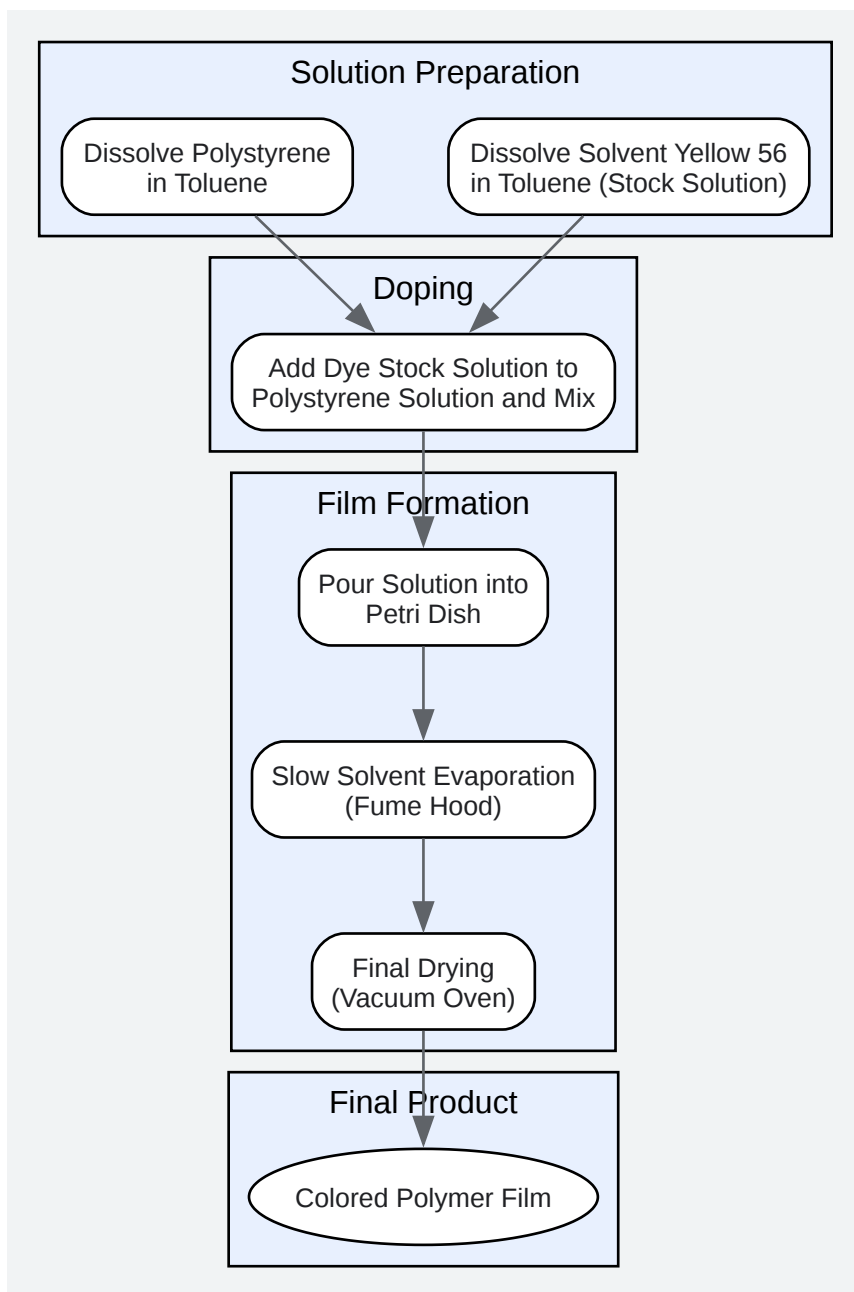 Solution Preparation
Dissolve Polystyrene
in Toluene
Dissolve Solvent Yellow 56
in Toluene (Stock Solution)
Doping
Add Dye Stock Solution to
Polystyrene Solution and Mix
Film Formation
Pour Solution into
Petri Dish
Slow Solvent Evaporation
(Fume Hood)
Final Drying
(Vacuum Oven)
Final Product
Colored Polymer Film